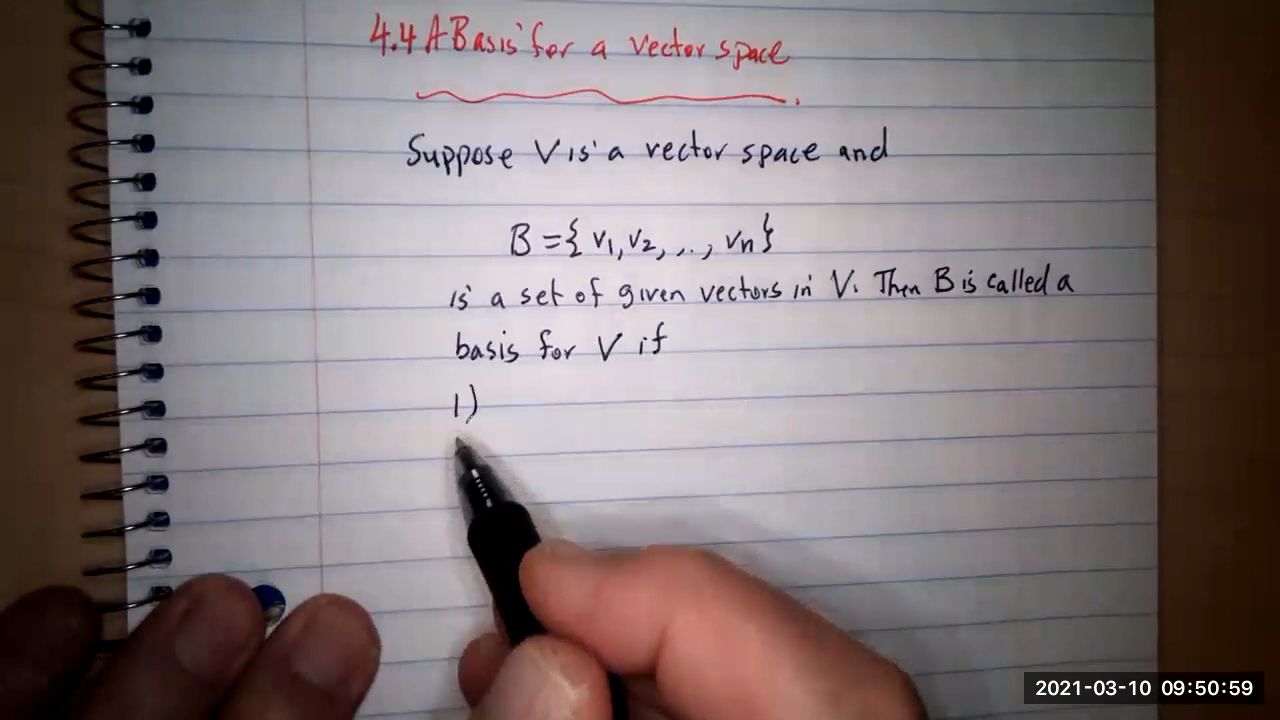 4.4 A Basis for a vector space
Suppose V is a vector space and
B = { v1, v2, ..., vn }
is a set of given vectors in V. Then B is called a
basis for V if
1)
2021-03-10 09:50:59